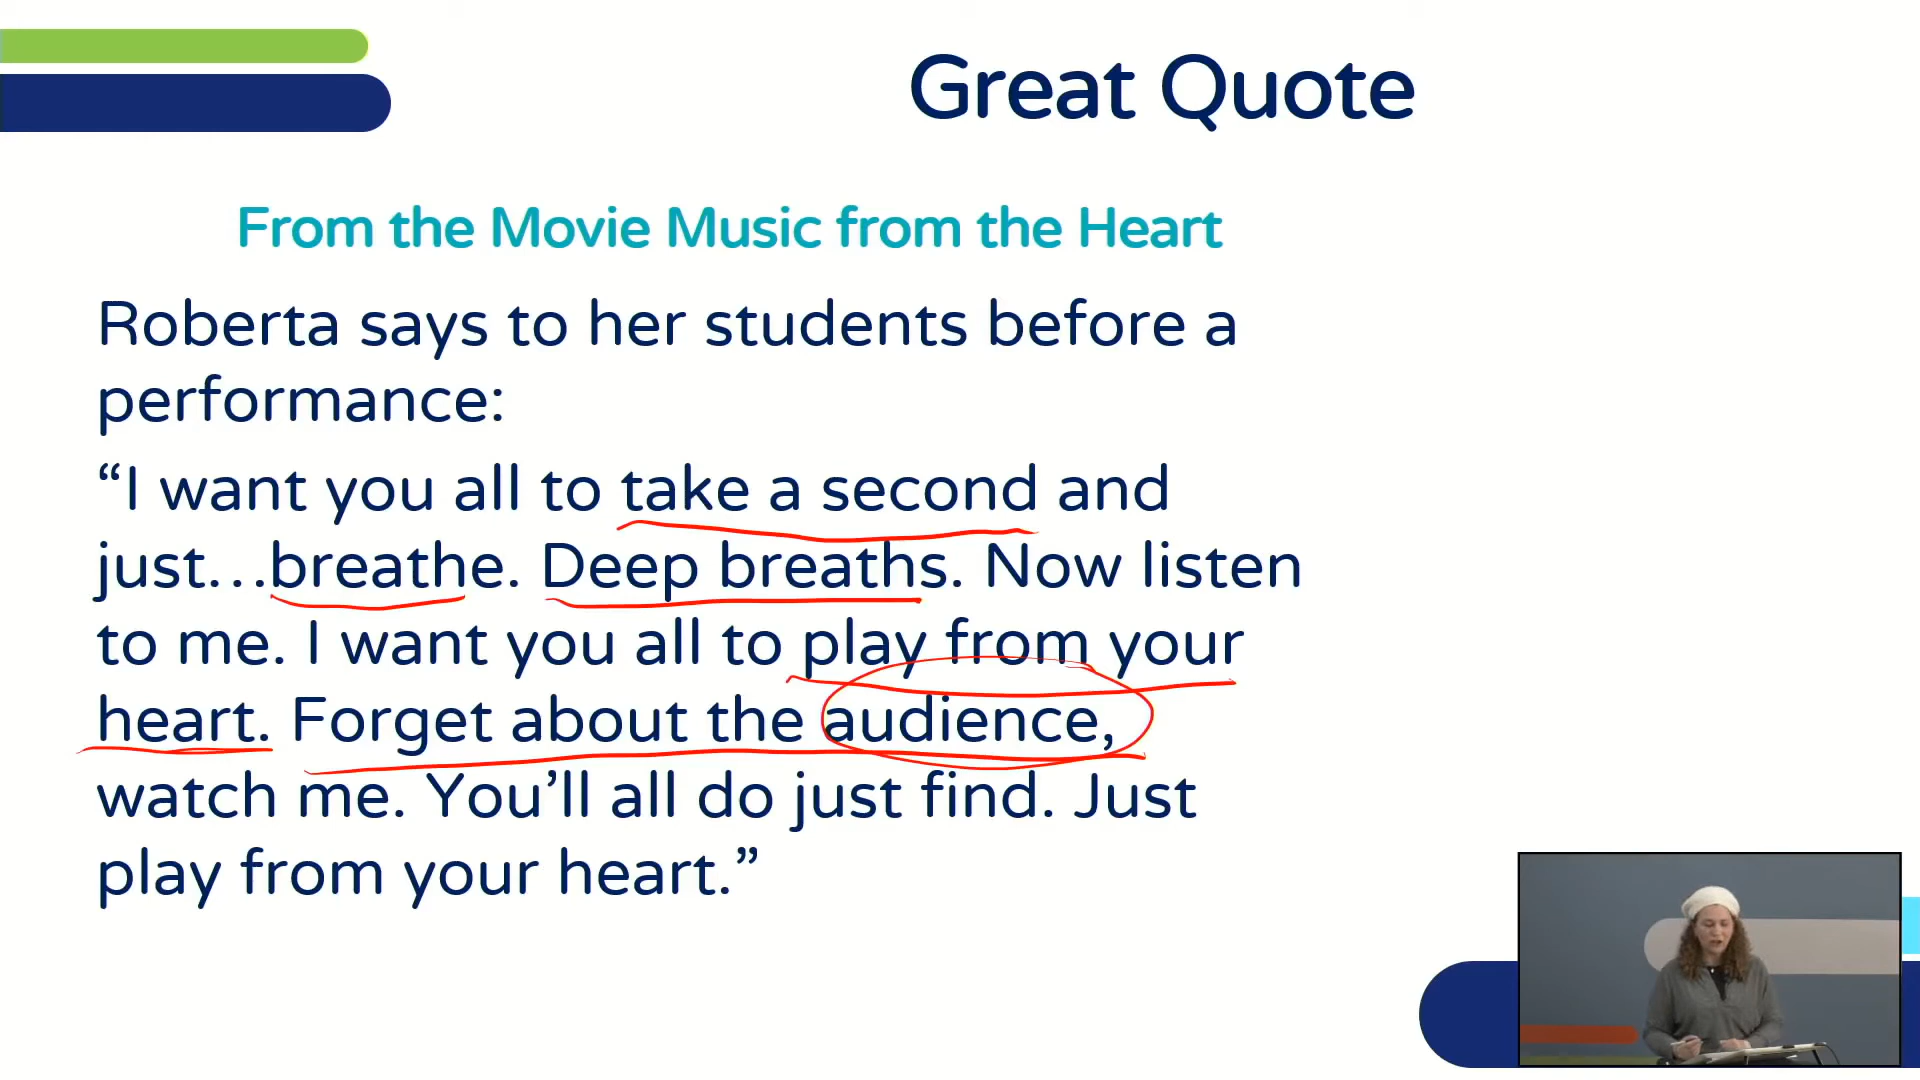 Great Quote
From the Movie Music from the Heart
Roberta says to her students before a
performance:
“I want you all to take a second and
just…breathe. Deep breaths. Now listen
to me. I want you all to play from your
heart. Forget about the audience,
watch me. You’ll all do just find. Just
play from your heart.”